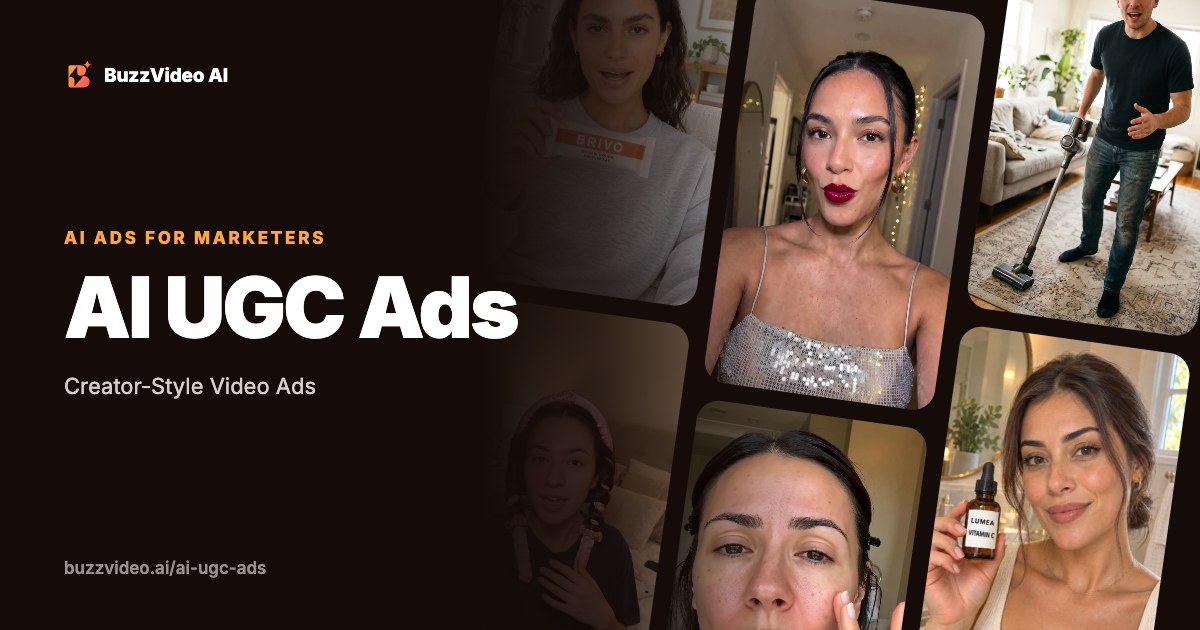 BuzzVideo AI
AI ADS FOR MARKETERS
AI UGC Ads
Creator-Style Video Ads
buzzvideo.ai/ai-ugc-ads
BRIVO
LUMEA
VITAMIN C